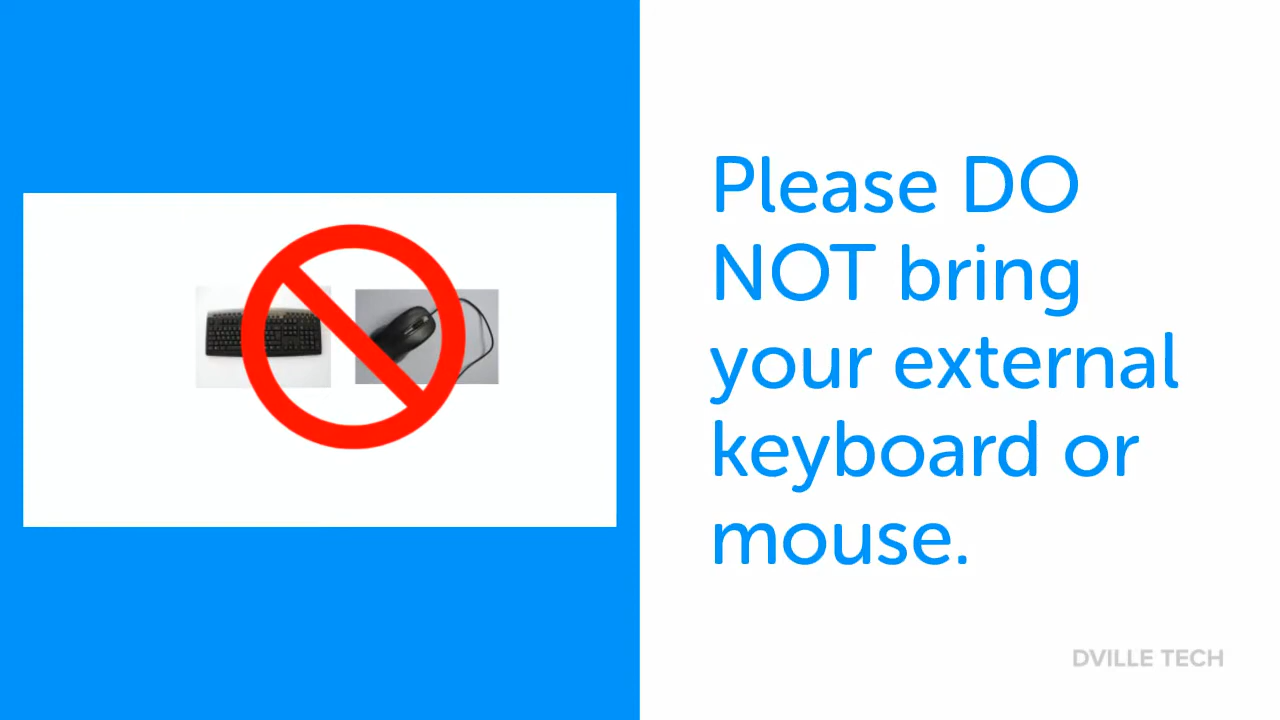 Please DO
NOT bring
your external
keyboard or
mouse.
DVILLE TECH